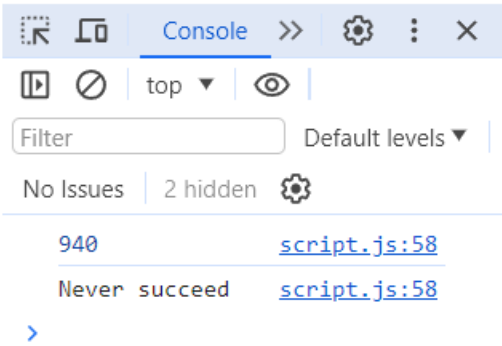 Console
top
Filter Default levels
No Issues 2 hidden
940 script.js:58
Never succeed script.js:58